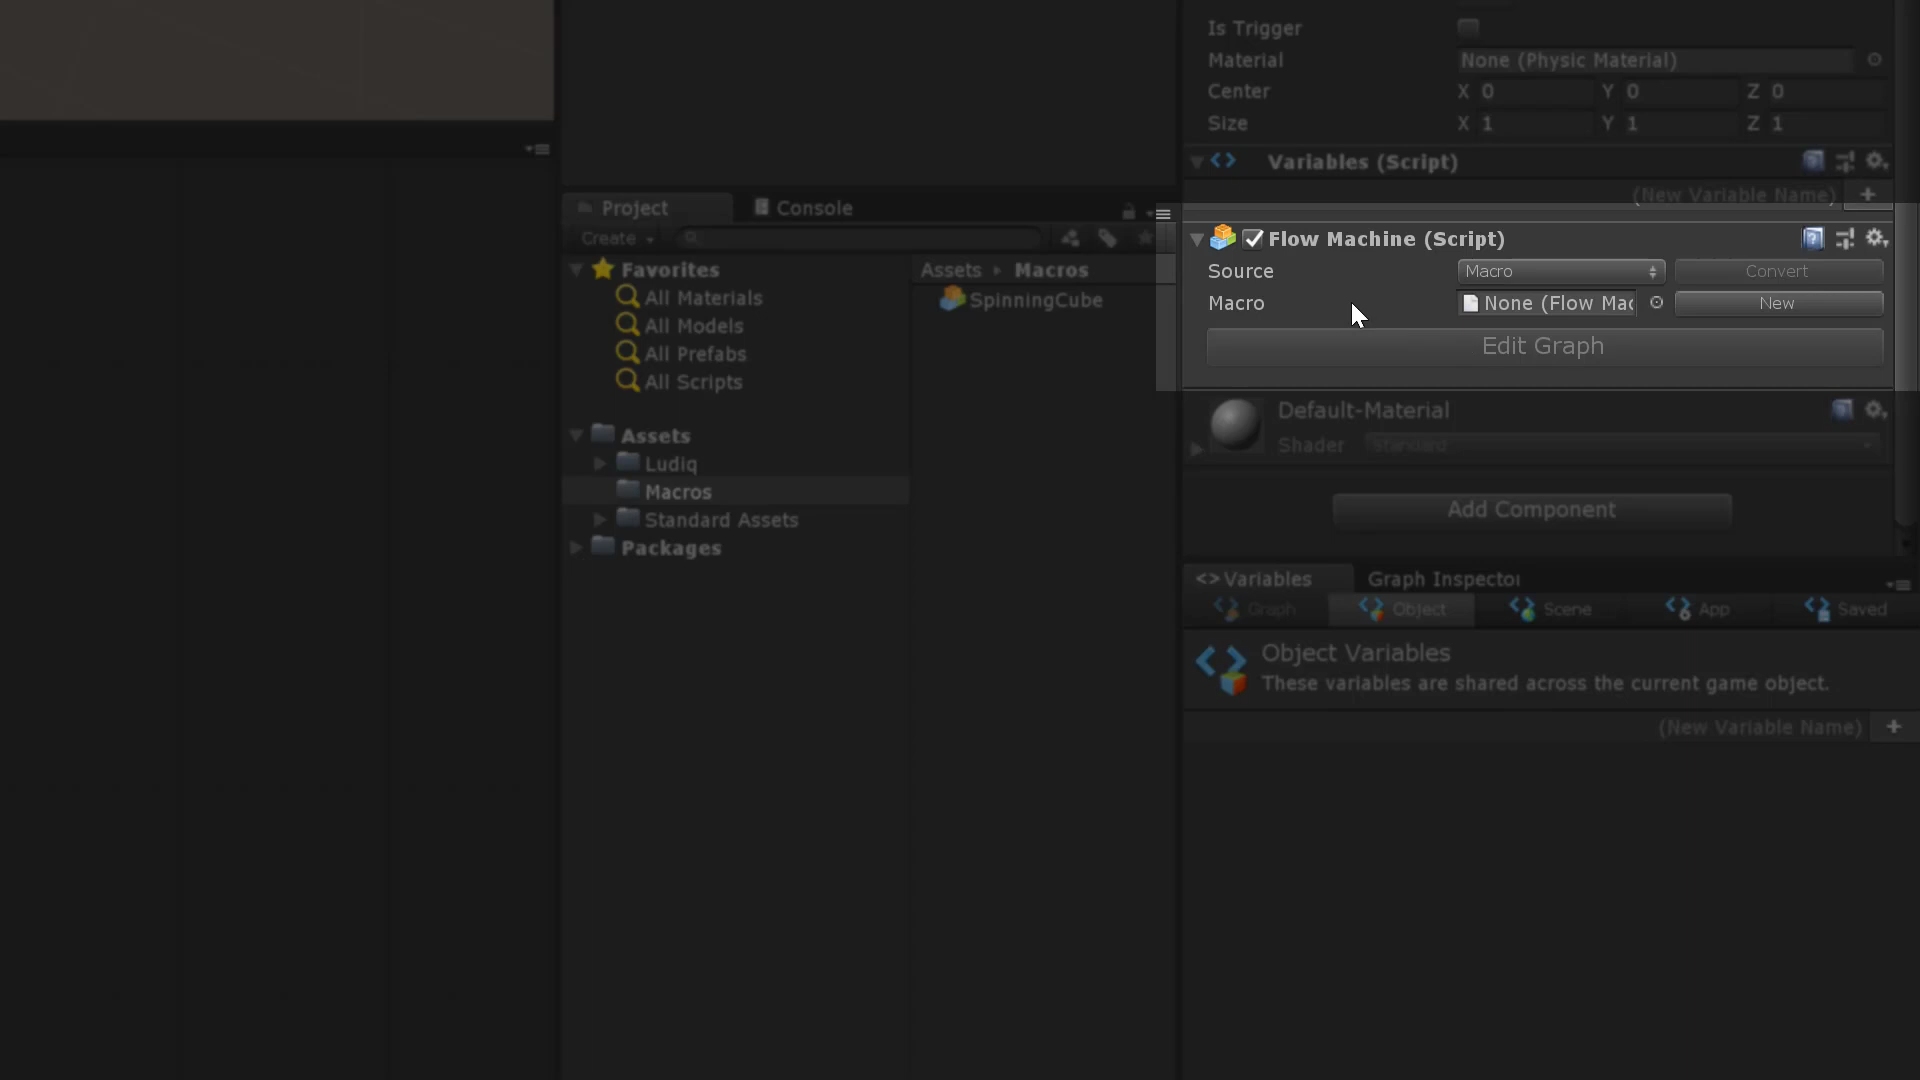 Is Trigger
Material None (Physic Material)
Center X 0 Y 0 Z 0
Size X 1 Y 1 Z 1
Variables (Script)
(New Variable Name) +
Project Console
Create
Flow Machine (Script)
Source Macro Convert
Macro None (Flow Mac New
Edit Graph
Favorites
All Materials
All Models
All Prefabs
All Scripts
Assets
Ludiq
Macros
Standard Assets
Packages
Assets Macros
SpinningCube
Default-Material
Shader Standard
Add Component
<> Variables Graph Inspector
Graph Object Scene App Saved
Object Variables
These variables are shared across the current game object.
(New Variable Name) +